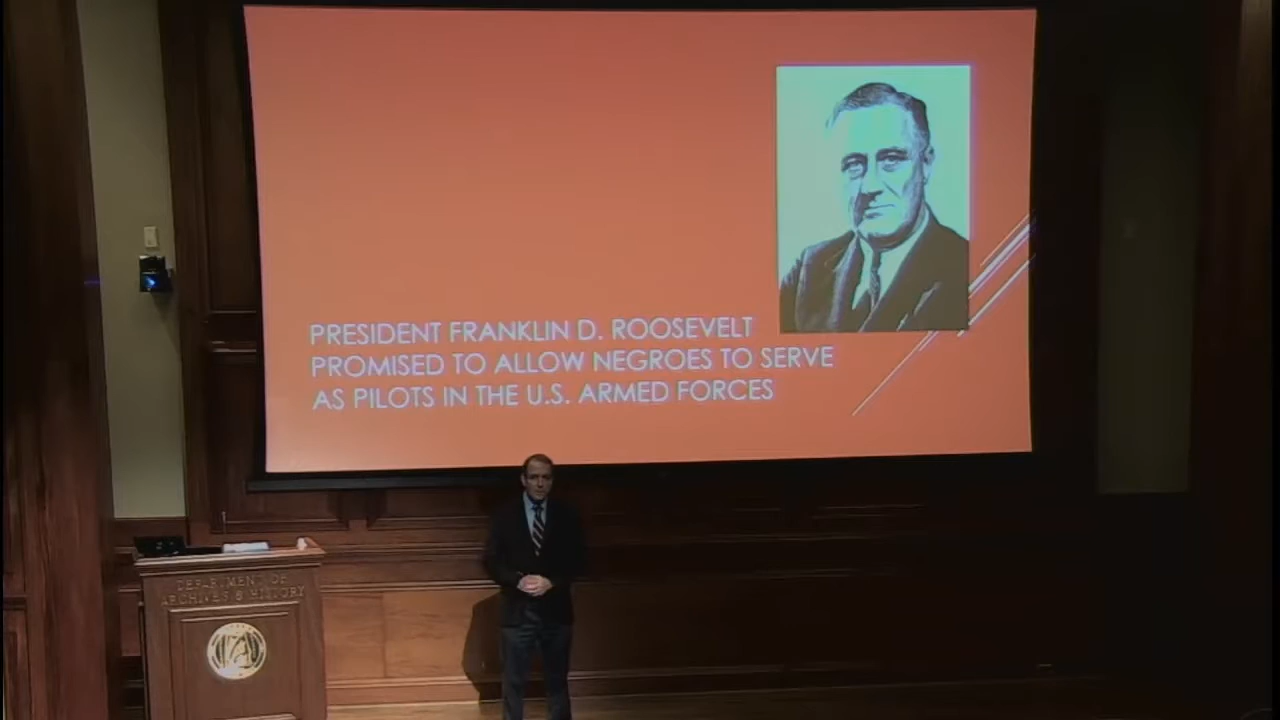 PRESIDENT FRANKLIN D. ROOSEVELT
PROMISED TO ALLOW NEGROES TO SERVE
AS PILOTS IN THE U.S. ARMED FORCES
DEPARTMENT OF
ARCHIVES & HISTORY